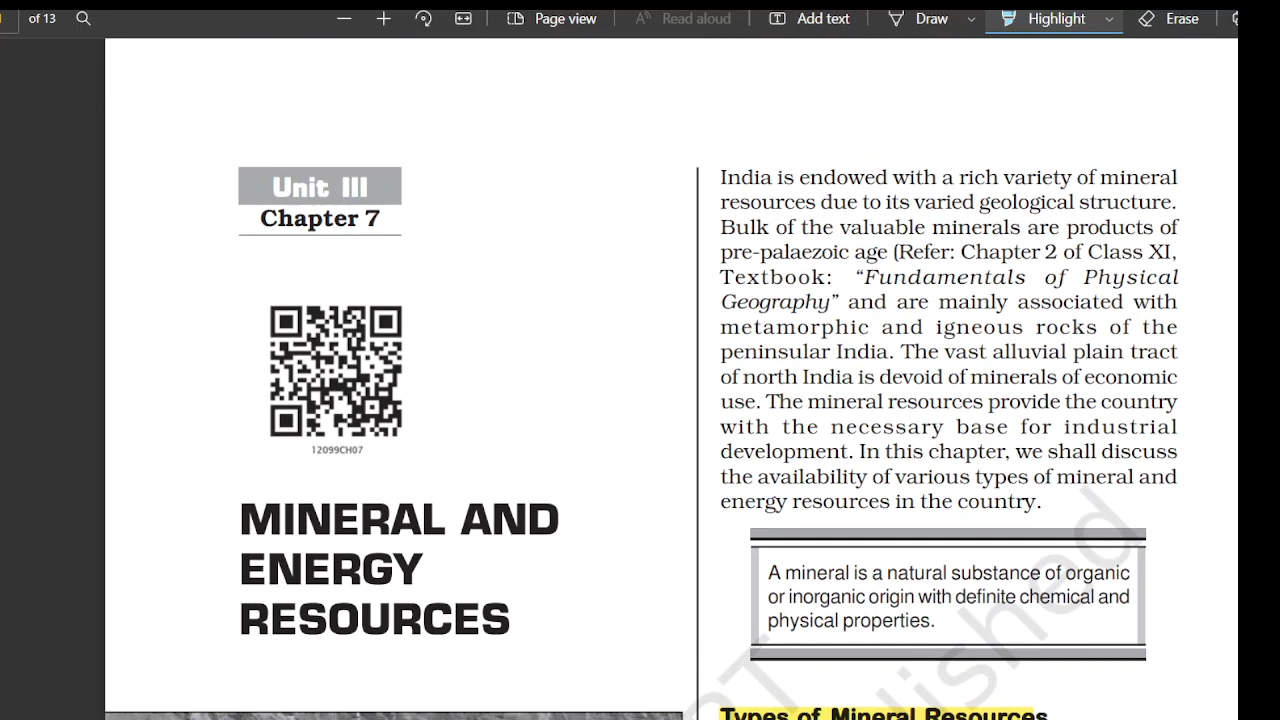 of 13
Page view
Read aloud
Add text
Draw
Highlight
Erase
Unit III
Chapter 7
12099CH07
MINERAL AND
ENERGY
RESOURCES
India is endowed with a rich variety of mineral
resources due to its varied geological structure.
Bulk of the valuable minerals are products of
pre-palaezoic age (Refer: Chapter 2 of Class XI,
Textbook: “Fundamentals of Physical
Geography” and are mainly associated with
metamorphic and igneous rocks of the
peninsular India. The vast alluvial plain tract
of north India is devoid of minerals of economic
use. The mineral resources provide the country
with the necessary base for industrial
development. In this chapter, we shall discuss
the availability of various types of mineral and
energy resources in the country.
A mineral is a natural substance of organic
or inorganic origin with definite chemical and
physical properties.
Types of Mineral Resources